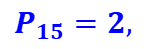 P₁₅ = 2,